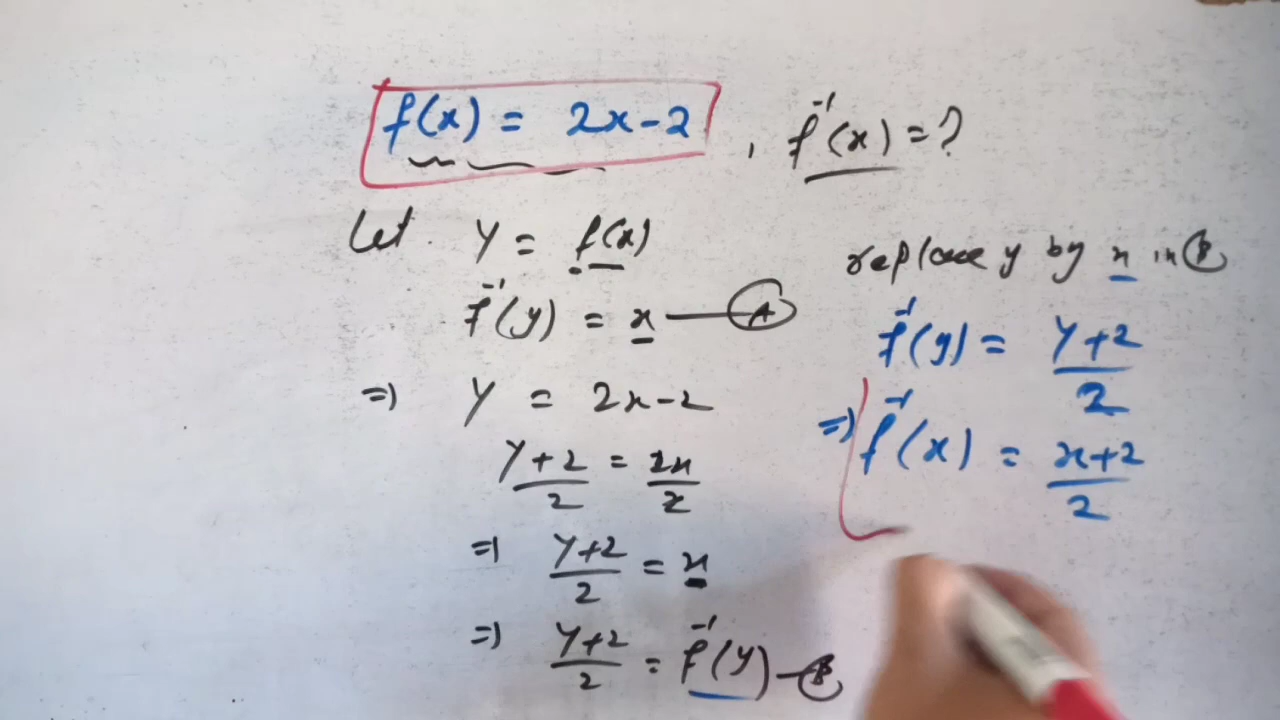 f(x) = 2x-2 , f⁻¹(x) = ?
Let. y = f(x)
f⁻¹(y) = x — A
=> y = 2x-2
(y+2)/2 = 2x/2
=> (y+2)/2 = x
=> (y+2)/2 = f⁻¹(y) — B
replace y by x in B
f⁻¹(y) = (y+2)/2
=> f⁻¹(x) = (x+2)/2